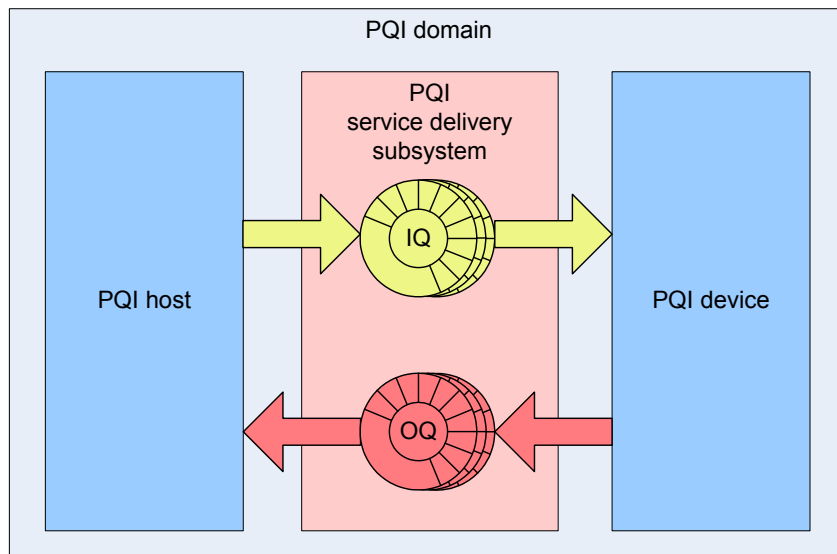 PQI domain
PQI
service delivery
subsystem
IQ
PQI host
PQI device
OQ